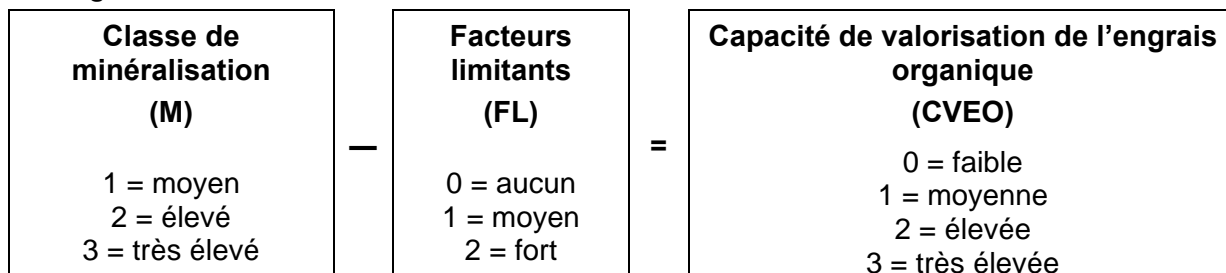 Classe de
minéralisation
(M)
1 = moyen
2 = élevé
3 = très élevé
—
Facteurs
limitants
(FL)
0 = aucun
1 = moyen
2 = fort
=
Capacité de valorisation de l’engrais
organique
(CVEO)
0 = faible
1 = moyenne
2 = élevée
3 = très élevée